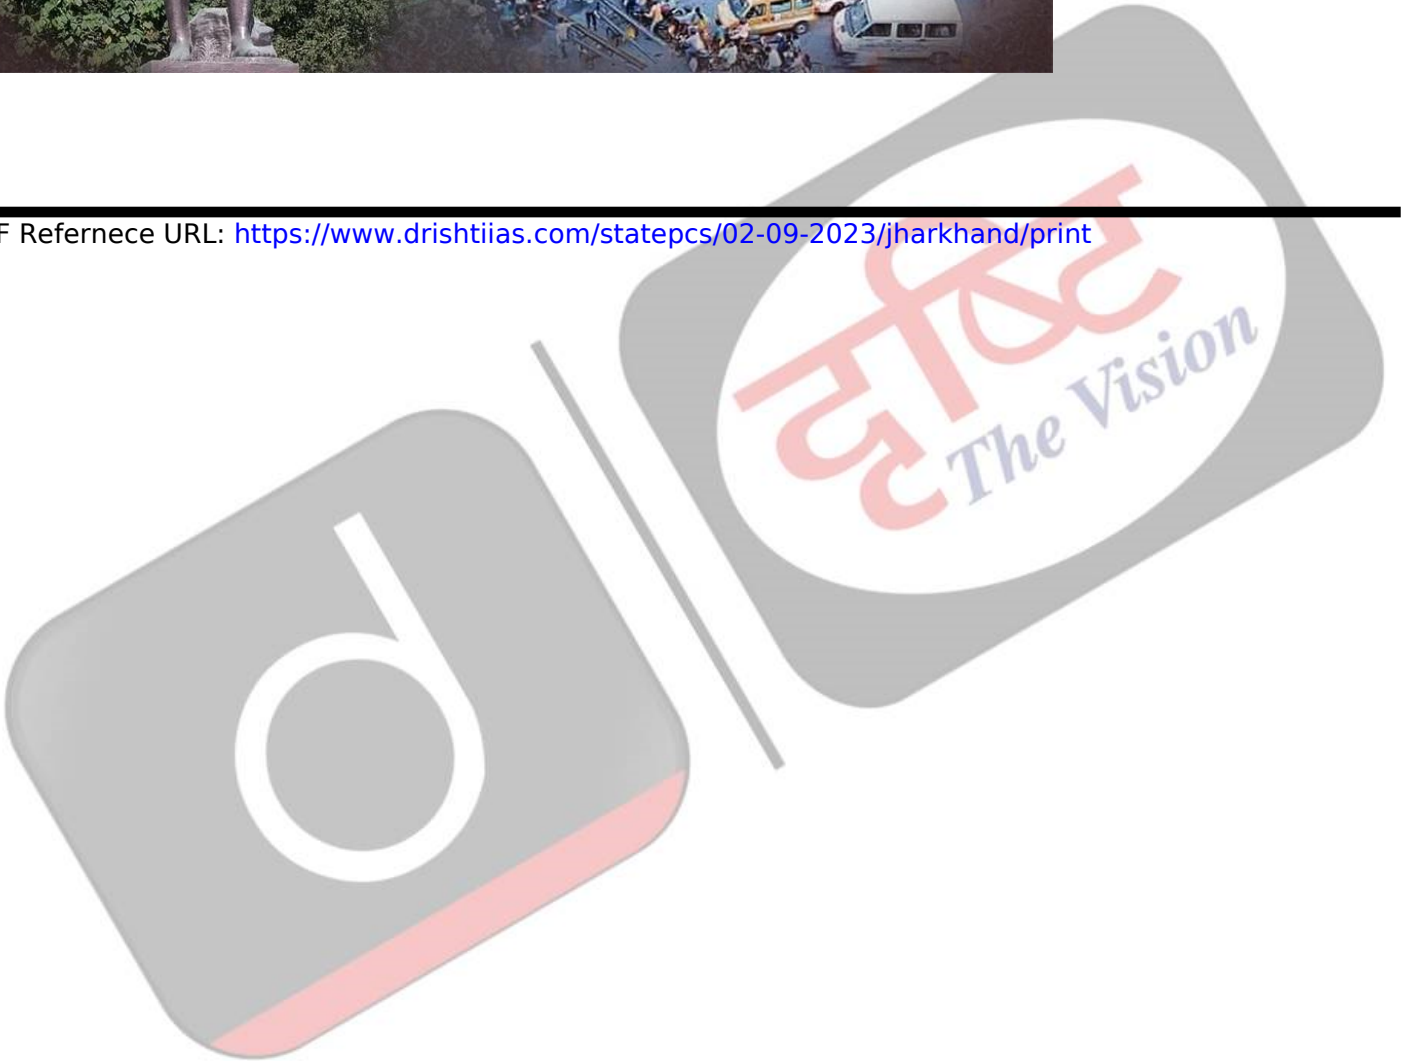 F Refernece URL: https://www.drishtiias.com/statepcs/02-09-2023/jharkhand/print
दृष्टि
The Vision
d